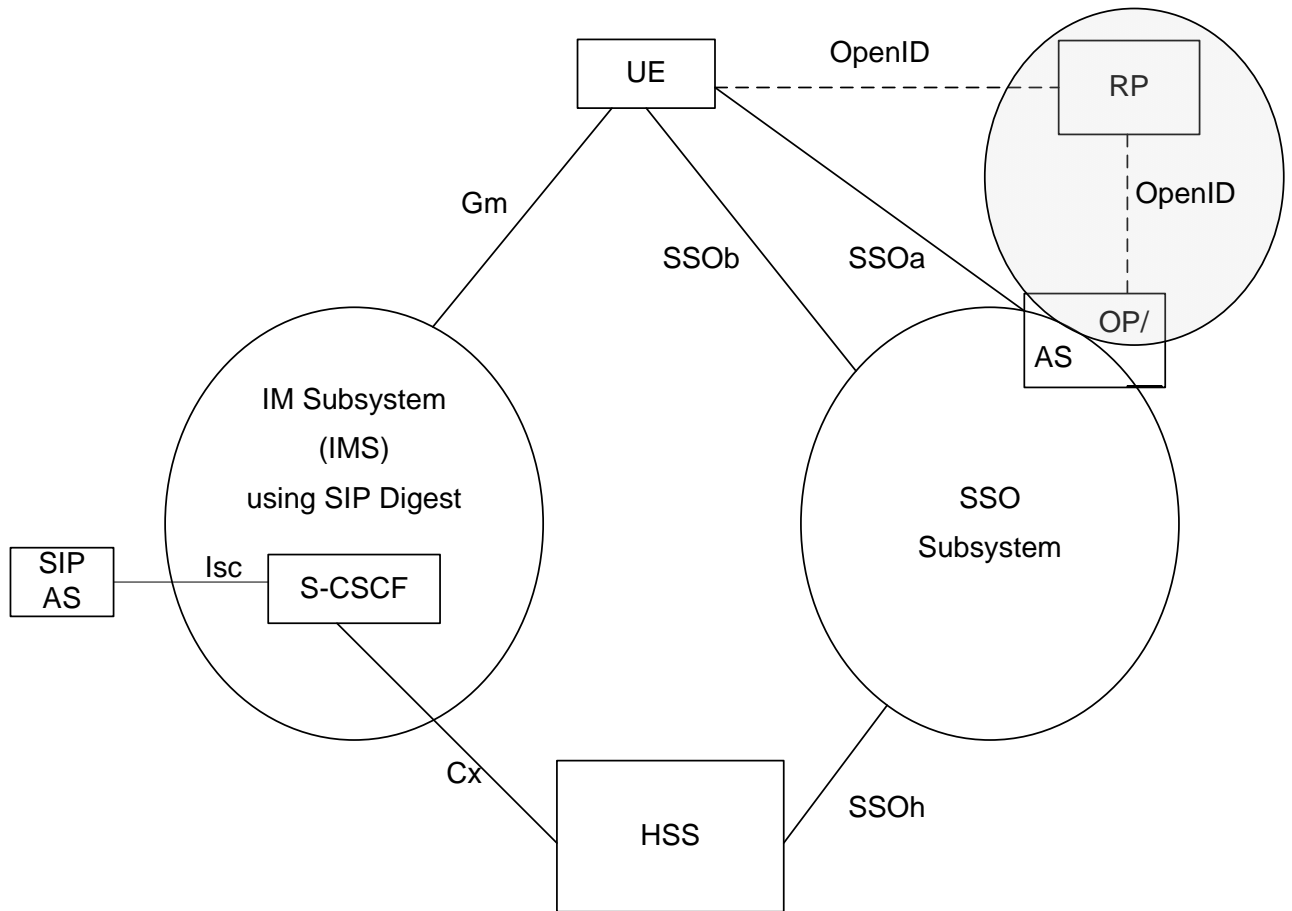 OpenID
UE
RP
OpenID
Gm
SSOb
SSOa
OP/
AS
IM Subsystem
(IMS)
using SIP Digest
SSO
Subsystem
SIP
AS
Isc
S-CSCF
Cx
SSOh
HSS